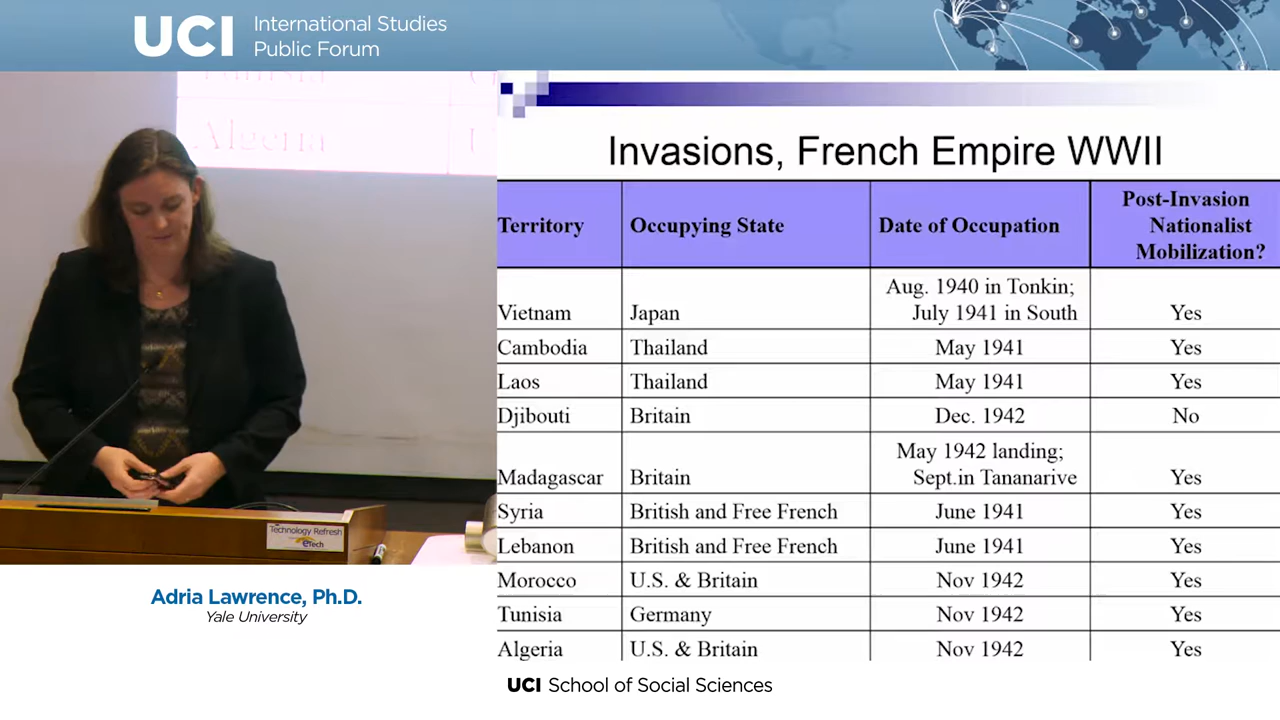 UCI International Studies
Public Forum
Algeria
Technology Refresh
eTech
Adria Lawrence, Ph.D.
Yale University
Invasions, French Empire WWII
Territory Occupying State Date of Occupation Post-Invasion Nationalist Mobilization?
Vietnam Japan Aug. 1940 in Tonkin; July 1941 in South Yes
Cambodia Thailand May 1941 Yes
Laos Thailand May 1941 Yes
Djibouti Britain Dec. 1942 No
Madagascar Britain May 1942 landing; Sept.in Tananarive Yes
Syria British and Free French June 1941 Yes
Lebanon British and Free French June 1941 Yes
Morocco U.S. & Britain Nov 1942 Yes
Tunisia Germany Nov 1942 Yes
Algeria U.S. & Britain Nov 1942 Yes
UCI School of Social Sciences